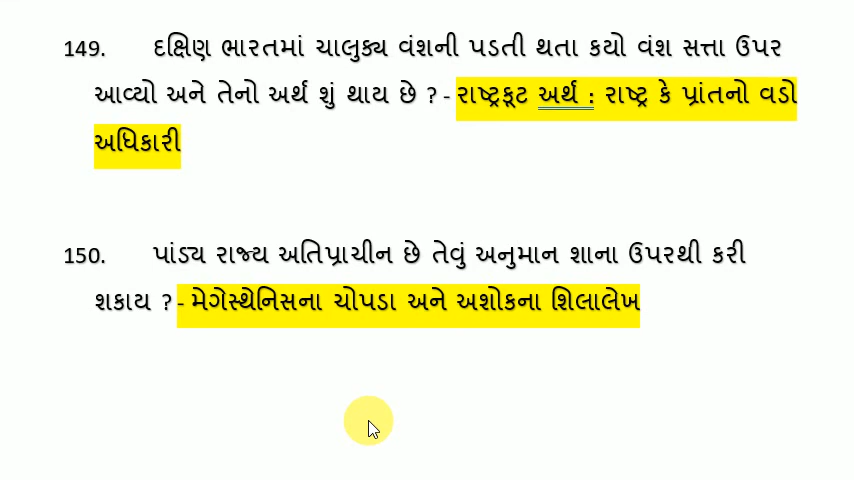 149. દક્ષિણ ભારતમાં ચાલુક્ય વંશની પડતી થતા કયો વંશ સત્તા ઉપર
આવ્યો અને તેનો અર્થ શું થાય છે ? - રાષ્ટ્રકૂટ અર્થ : રાષ્ટ્ર કે પ્રાંતનો વડો
અધિકારી
150. પાંડ્ય રાજ્ય અતિપ્રાચીન છે તેવું અનુમાન શાના ઉપરથી કરી
શકાય ? - મેગેસ્થેનિસના ચોપડા અને અશોકના શિલાલેખ